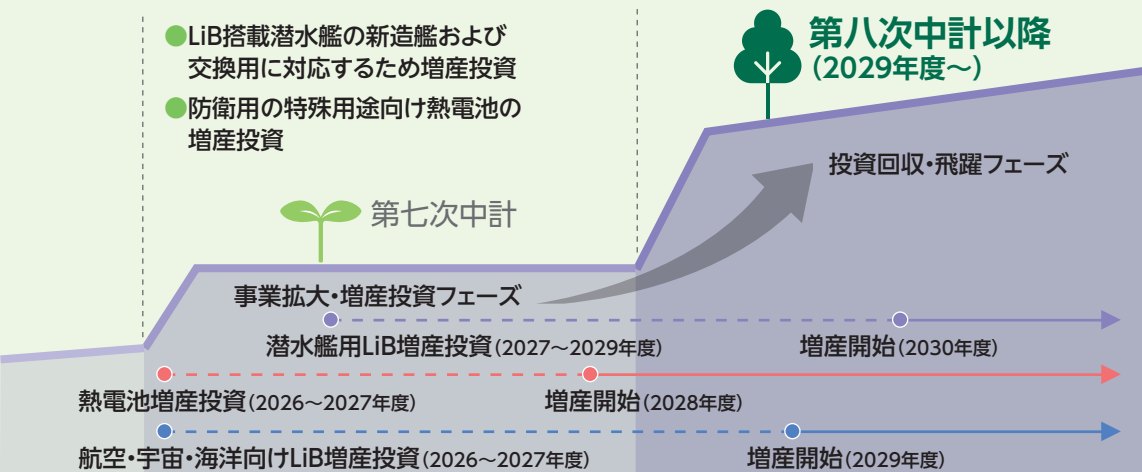 ●LiB搭載潜水艦の新造艦および
交換用に対応するため増産投資
●防衛用の特殊用途向け熱電池の
増産投資
第八次中計以降
(2029年度〜)
投資回収・飛躍フェーズ
第七次中計
事業拡大・増産投資フェーズ
潜水艦用LiB増産投資(2027〜2029年度)
増産開始(2030年度)
熱電池増産投資(2026〜2027年度)
増産開始(2028年度)
航空・宇宙・海洋向けLiB増産投資(2026〜2027年度)
増産開始(2029年度)